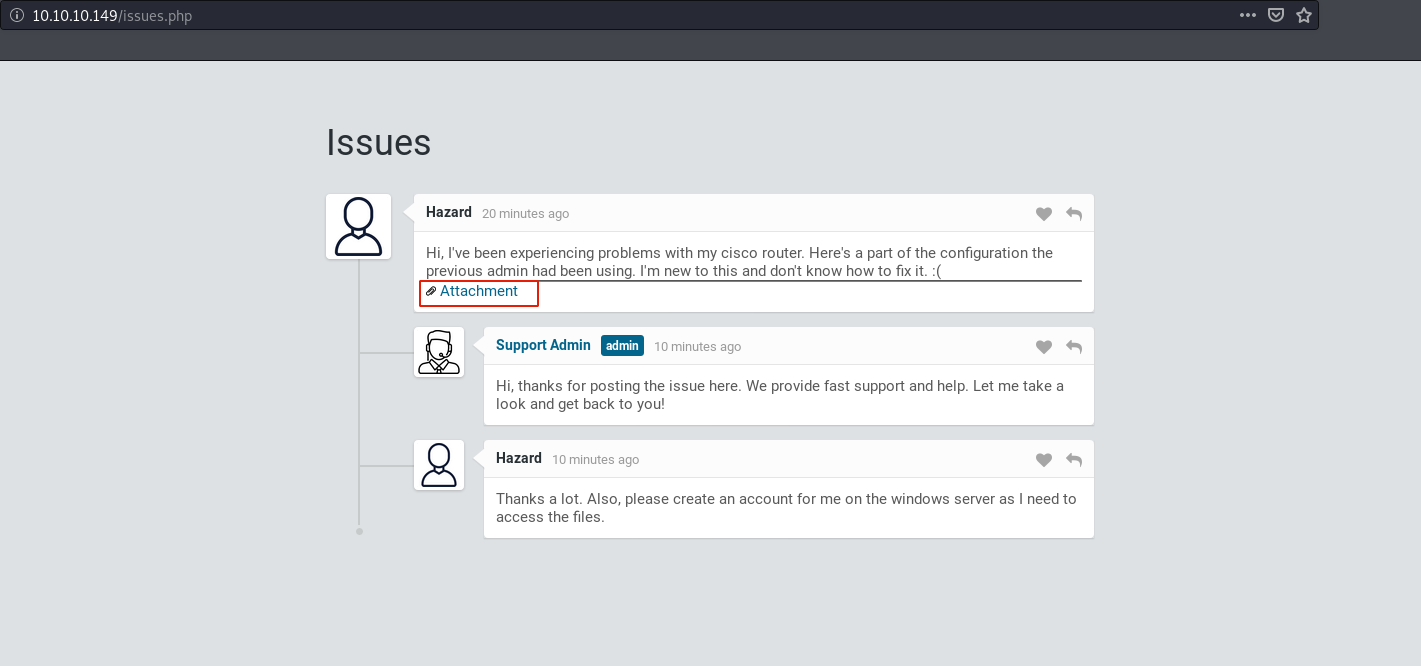 10.10.10.149/issues.php
Issues
Hazard 20 minutes ago
Hi, I've been experiencing problems with my cisco router. Here's a part of the configuration the
previous admin had been using. I'm new to this and don't know how to fix it. :(
Attachment
Support Admin admin 10 minutes ago
Hi, thanks for posting the issue here. We provide fast support and help. Let me take a
look and get back to you!
Hazard 10 minutes ago
Thanks a lot. Also, please create an account for me on the windows server as I need to
access the files.